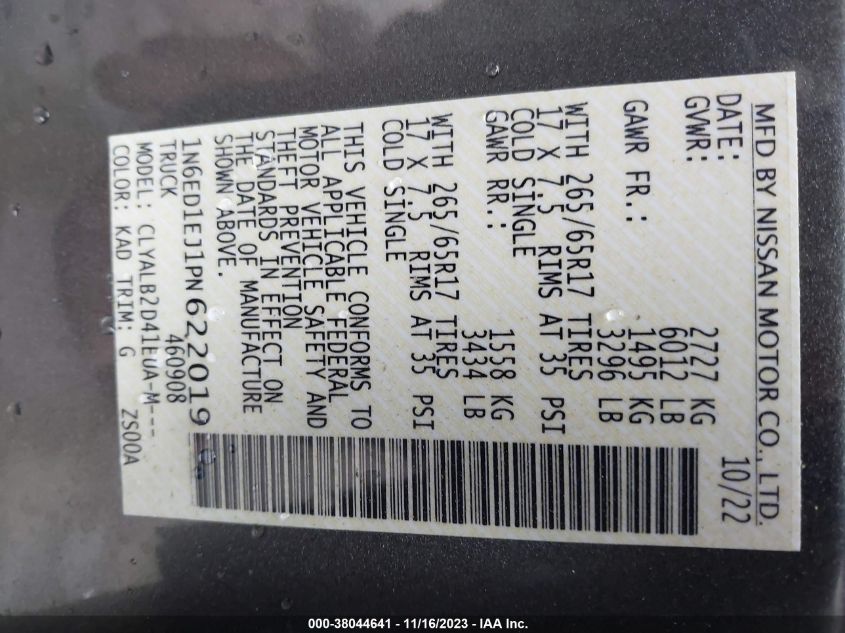 MFD BY NISSAN MOTOR CO., LTD.
DATE: 10/22
GVWR: 2727 KG
6012 LB
GAWR FR.: 1495 KG
3296 LB
WITH 265/65R17 TIRES
17 X 7.5 RIMS AT 35 PSI
COLD SINGLE
GAWR RR.: 1558 KG
3434 LB
WITH 265/65R17 TIRES
17 X 7.5 RIMS AT 35 PSI
COLD SINGLE
THIS VEHICLE CONFORMS TO
ALL APPLICABLE FEDERAL
MOTOR VEHICLE SAFETY AND
THEFT PREVENTION
STANDARDS IN EFFECT ON
THE DATE OF MANUFACTURE
SHOWN ABOVE.
1N6ED1EJ1PN622019
TRUCK 460908
MODEL: CLYALB2D41EUA-M---
COLOR: KAD TRIM: G ZS00A
000-38044641 - 11/16/2023 - IAA Inc.